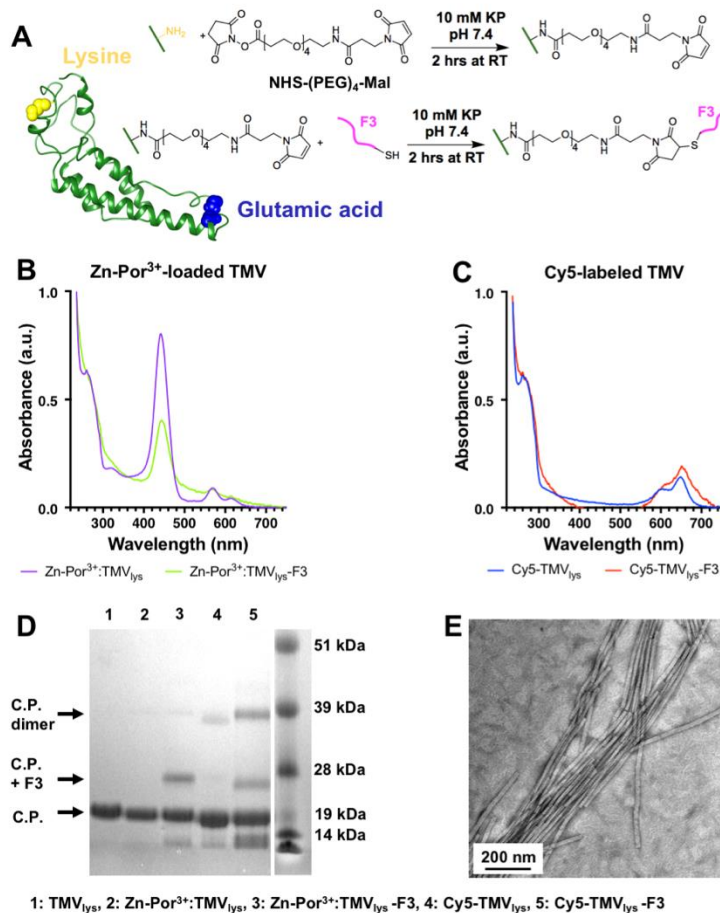 A
Lysine
NH₂
+
NHS-(PEG)₄-Mal
10 mM KP
pH 7.4
2 hrs at RT
F3
SH
+
10 mM KP
pH 7.4
2 hrs at RT
F3
Glutamic acid
B
Zn-Por³⁺-loaded TMV
1.0
0.5
0.0
Absorbance (a.u.)
300 400 500 600 700
Wavelength (nm)
Zn-Por³⁺:TMVlys Zn-Por³⁺:TMVlys-F3
C
Cy5-labeled TMV
1.0
0.5
0.0
Absorbance (a.u.)
300 400 500 600 700
Wavelength (nm)
Cy5-TMVlys Cy5-TMVlys-F3
D
1 2 3 4 5
C.P.
dimer
C.P.
+ F3
C.P.
51 kDa
39 kDa
28 kDa
19 kDa
14 kDa
E
200 nm
1: TMVlys, 2: Zn-Por³⁺:TMVlys, 3: Zn-Por³⁺:TMVlys -F3, 4: Cy5-TMVlys, 5: Cy5-TMVlys -F3